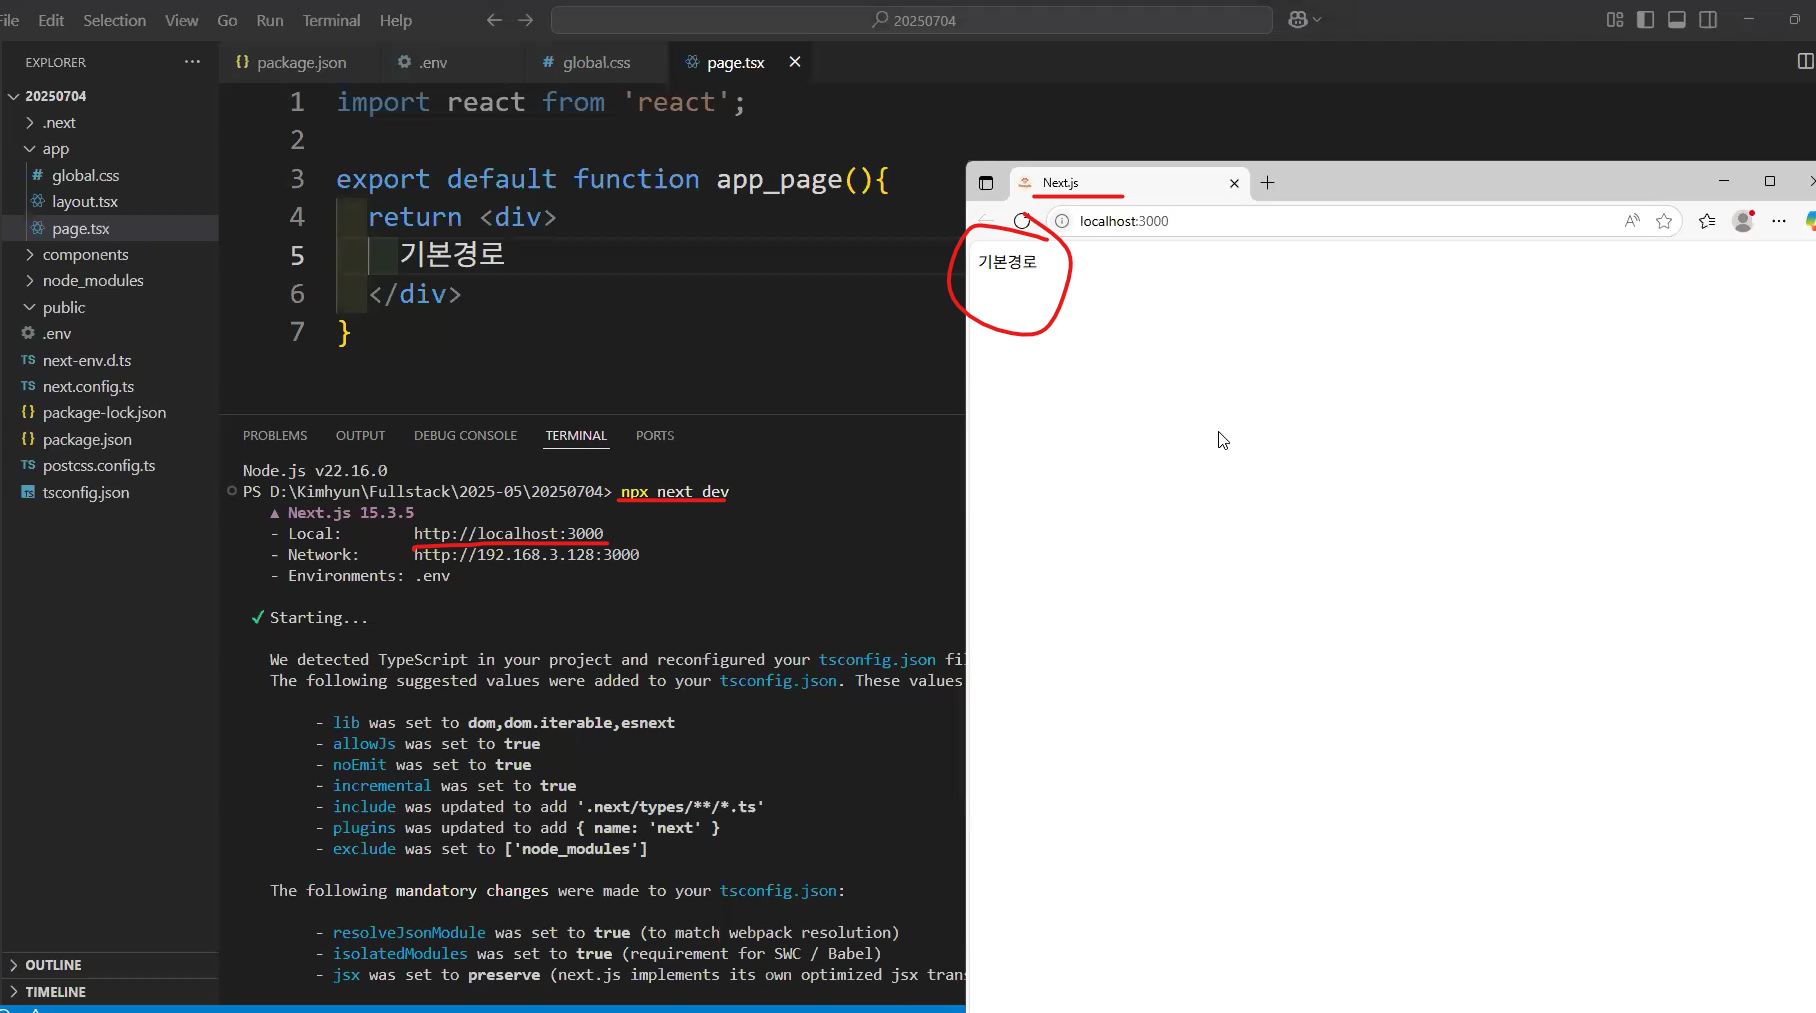 File Edit Selection View Go Run Terminal Help
20250704
EXPLORER
20250704
.next
app
global.css
layout.tsx
page.tsx
components
node_modules
public
.env
next-env.d.ts
next.config.ts
package-lock.json
package.json
postcss.config.ts
tsconfig.json
OUTLINE
TIMELINE
package.json .env global.css page.tsx
1 import react from 'react';
2
3 export default function app_page(){
4 return <div>
5 기본경로
6 </div>
7 }
PROBLEMS OUTPUT DEBUG CONSOLE TERMINAL PORTS
Node.js v22.16.0
PS D:\Kimhyun\Fullstack\2025-05\20250704> npx next dev
▲ Next.js 15.3.5
- Local: http://localhost:3000
- Network: http://192.168.3.128:3000
- Environments: .env
✓ Starting...
We detected TypeScript in your project and reconfigured your tsconfig.json fil
The following suggested values were added to your tsconfig.json. These values
- lib was set to dom,dom.iterable,esnext
- allowJs was set to true
- noEmit was set to true
- incremental was set to true
- include was updated to add '.next/types/**/*.ts'
- plugins was updated to add { name: 'next' }
- exclude was set to ['node_modules']
The following mandatory changes were made to your tsconfig.json:
- resolveJsonModule was set to true (to match webpack resolution)
- isolatedModules was set to true (requirement for SWC / Babel)
- jsx was set to preserve (next.js implements its own optimized jsx trans
Next.js
localhost:3000
기본경로